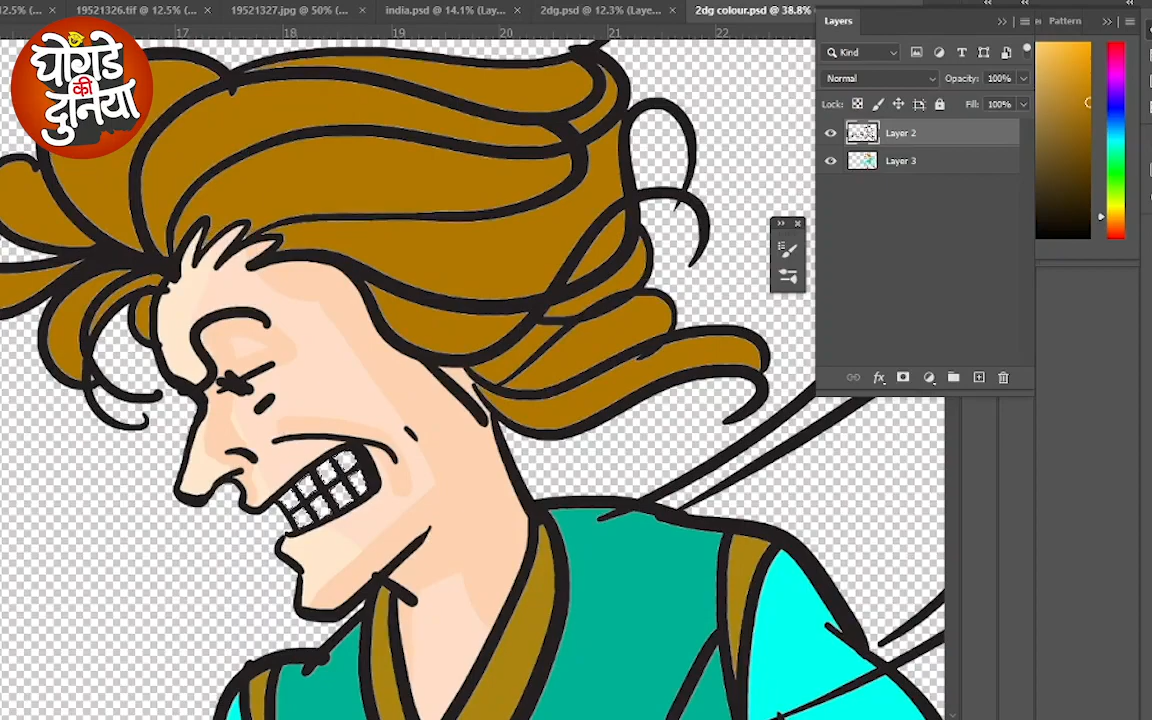 12.5% (...
19521326.tif @ 12.5% (...
19521327.jpg @ 50% (...
india.psd @ 14.1% (Lay...
2dg.psd @ 12.3% (Laye...
2dg colour.psd @ 38.8%
17
18
19
20
21
22
घोंगडे
की
दुनिया
Layers
Pattern
Kind
Normal
Opacity: 100%
Lock:
Fill: 100%
Layer 2
Layer 3
fx